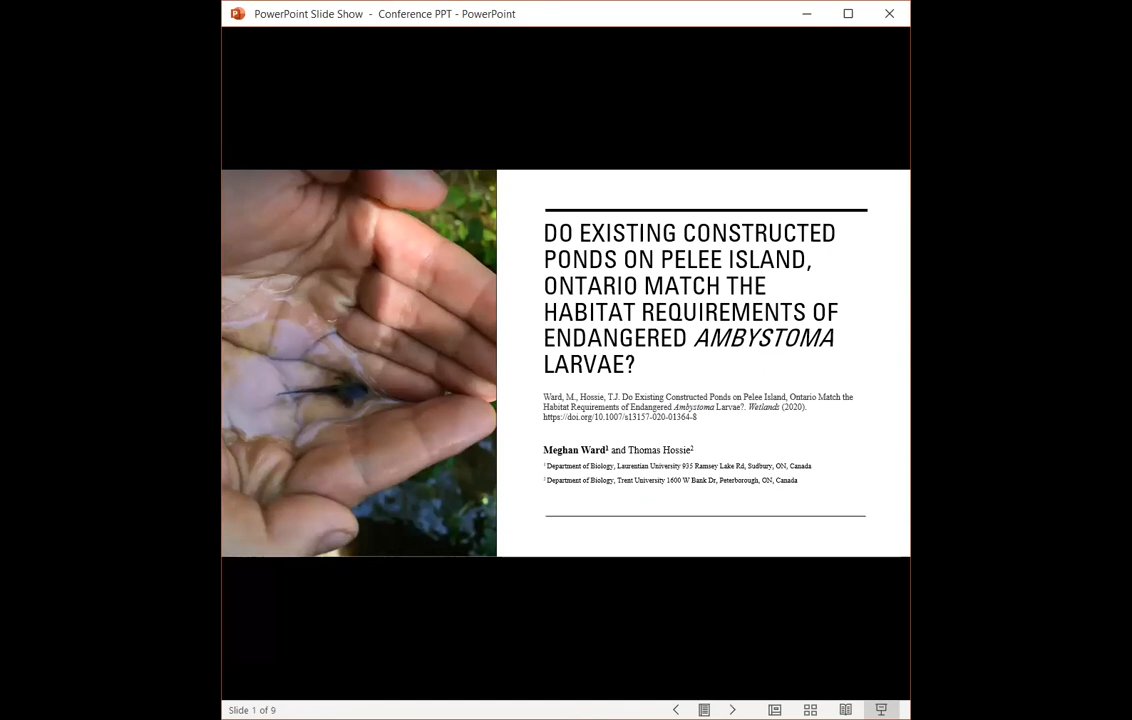 PowerPoint Slide Show - Conference PPT - PowerPoint
DO EXISTING CONSTRUCTED
PONDS ON PELEE ISLAND,
ONTARIO MATCH THE
HABITAT REQUIREMENTS OF
ENDANGERED AMBYSTOMA
LARVAE?
Ward, M., Hossie, T.J. Do Existing Constructed Ponds on Pelee Island, Ontario Match the
Habitat Requirements of Endangered Ambystoma Larvae?. Wetlands (2020).
https://doi.org/10.1007/s13157-020-01364-8
Meghan Ward¹ and Thomas Hossie²
¹ Department of Biology, Laurentian University 935 Ramsey Lake Rd, Sudbury, ON, Canada
² Department of Biology, Trent University 1600 W Bank Dr, Peterborough, ON, Canada
Slide 1 of 9